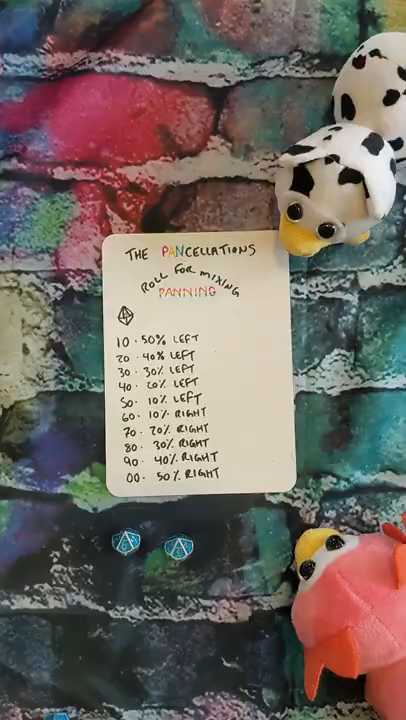 THE PANCELLATIONS
ROLL FOR MIXING
PANNING
10 · 50% LEFT
20 · 40% LEFT
30 · 30% LEFT
40 · 20% LEFT
50 · 10% LEFT
60 · 10% RIGHT
70 · 20% RIGHT
80 · 30% RIGHT
90 · 40% RIGHT
00 · 50% RIGHT